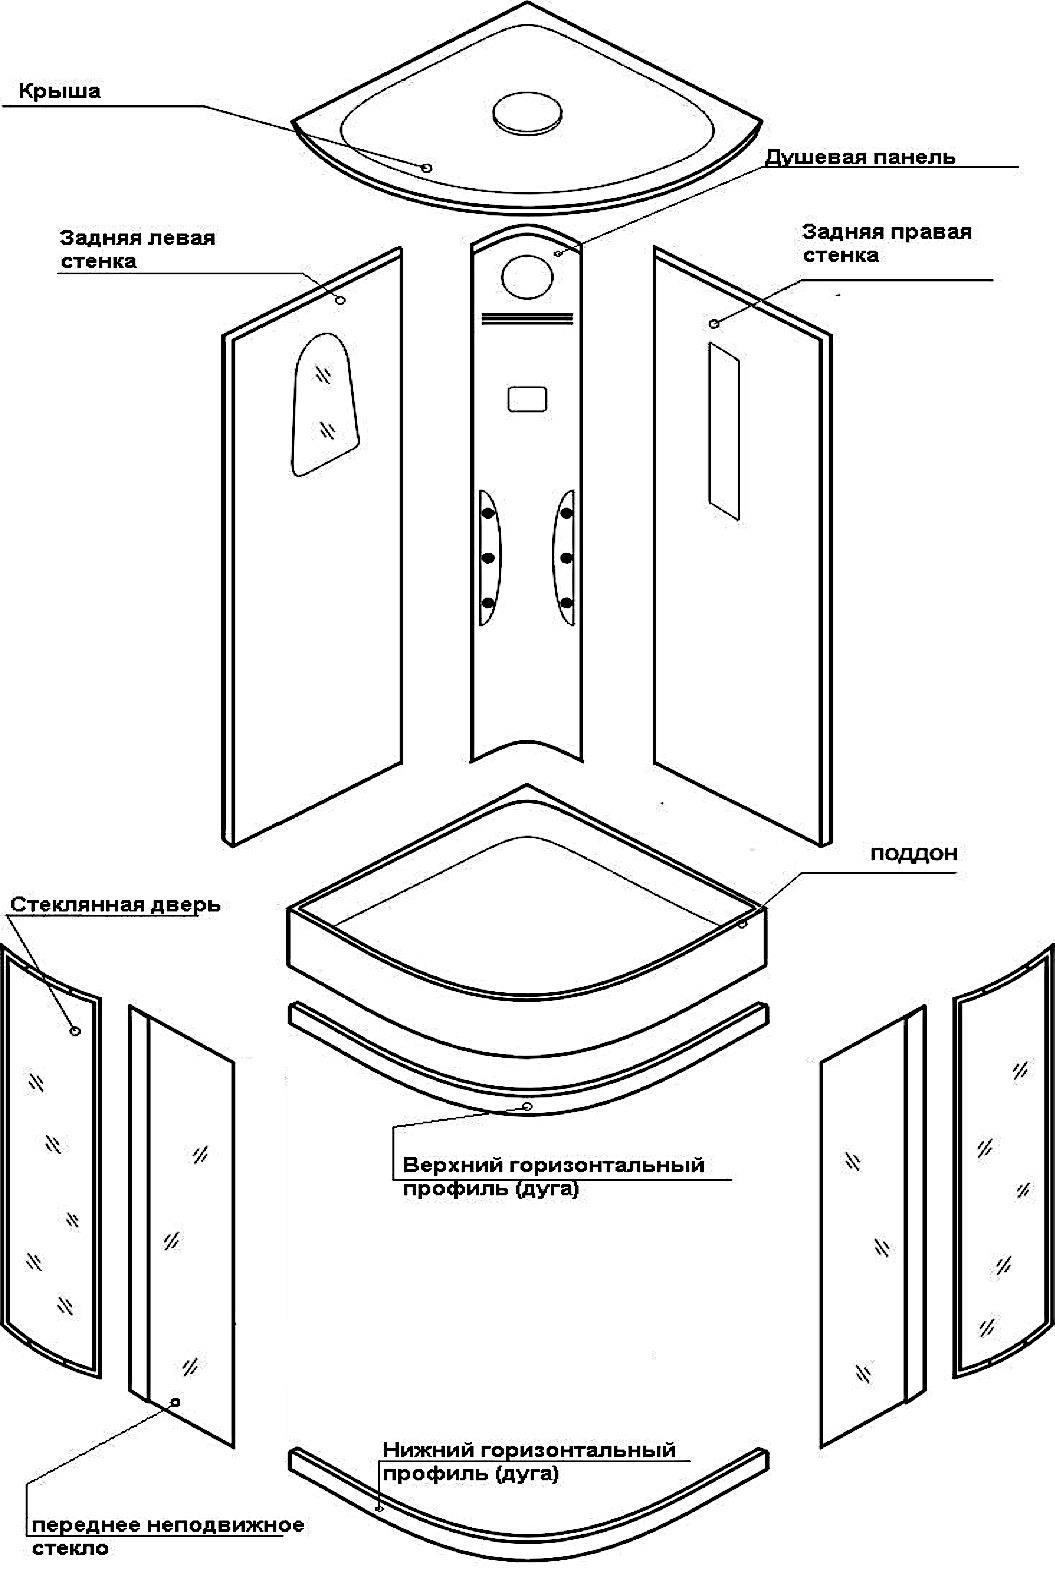 Крыша
Душевая панель
Задняя левая
стенка
Задняя правая
стенка
поддон
Стеклянная дверь
Верхний горизонтальный
профиль (дуга)
Нижний горизонтальный
профиль (дуга)
переднее неподвижное
стекло